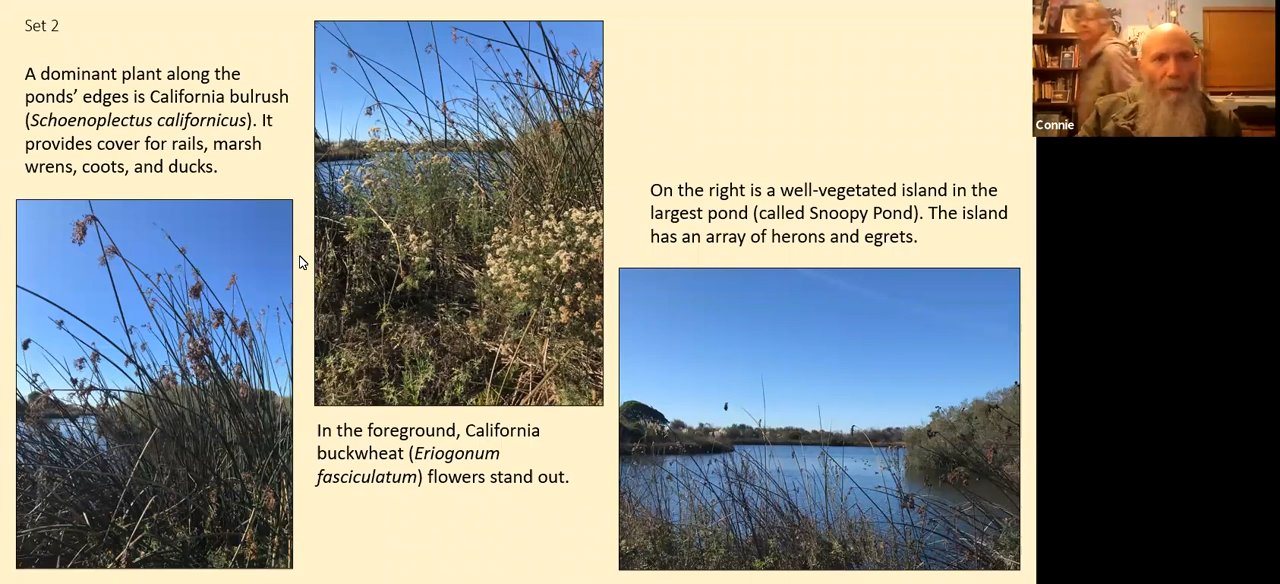 Set 2
A dominant plant along the
ponds’ edges is California bulrush
(Schoenoplectus californicus). It
provides cover for rails, marsh
wrens, coots, and ducks.
In the foreground, California
buckwheat (Eriogonum
fasciculatum) flowers stand out.
On the right is a well-vegetated island in the
largest pond (called Snoopy Pond). The island
has an array of herons and egrets.
Connie